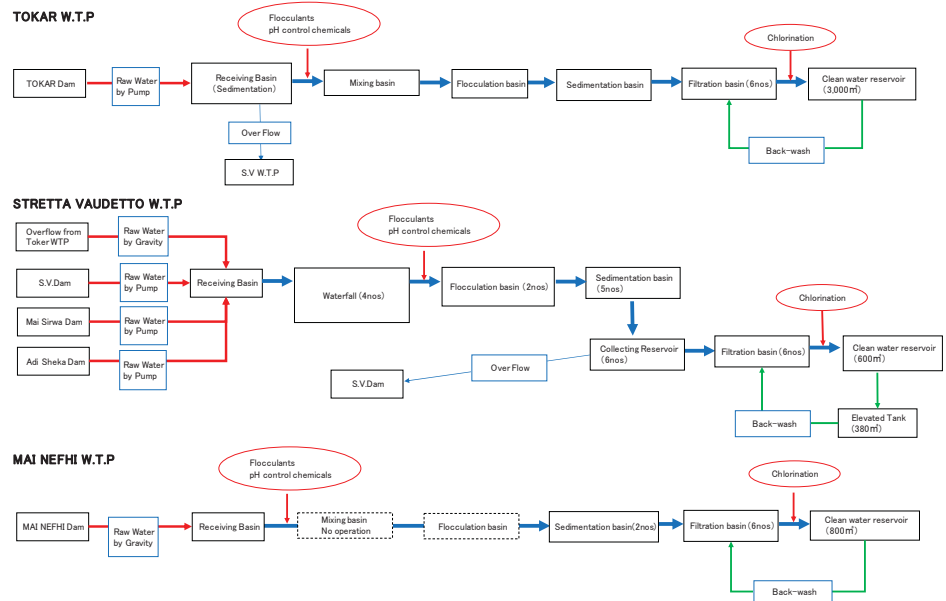 TOKAR W.T.P
Flocculants
pH control chemicals
Chlorination
TOKAR Dam
Raw Water
by Pump
Receiving Basin
(Sedimentation)
Mixing basin
Flocculation basin
Sedimentation basin
Filtration basin (6nos)
Clean water reservoir
(3,000㎥)
Over Flow
Back-wash
S.V W.T.P
STRETTA VAUDETTO W.T.P
Flocculants
pH control chemicals
Overflow from
Toker WTP
Raw Water
by Gravity
S.V.Dam
Raw Water
by Pump
Receiving Basin
Waterfall (4nos)
Flocculation basin (2nos)
Sedimentation basin
(5nos)
Chlorination
Mai Sirwa Dam
Raw Water
by Pump
Adi Sheka Dam
Raw Water
by Pump
Collecting Reservoir
(6nos)
Filtration basin (6nos)
Clean water reservoir
(600㎥)
Over Flow
S.V.Dam
Back-wash
Elevated Tank
(380㎥)
MAI NEFHI W.T.P
Flocculants
pH control chemicals
Chlorination
MAI NEFHI Dam
Raw Water
by Gravity
Receiving Basin
Mixing basin
No operation
Flocculation basin
Sedimentation basin(2nos)
Filtration basin (6nos)
Clean water reservoir
(800㎥)
Back-wash